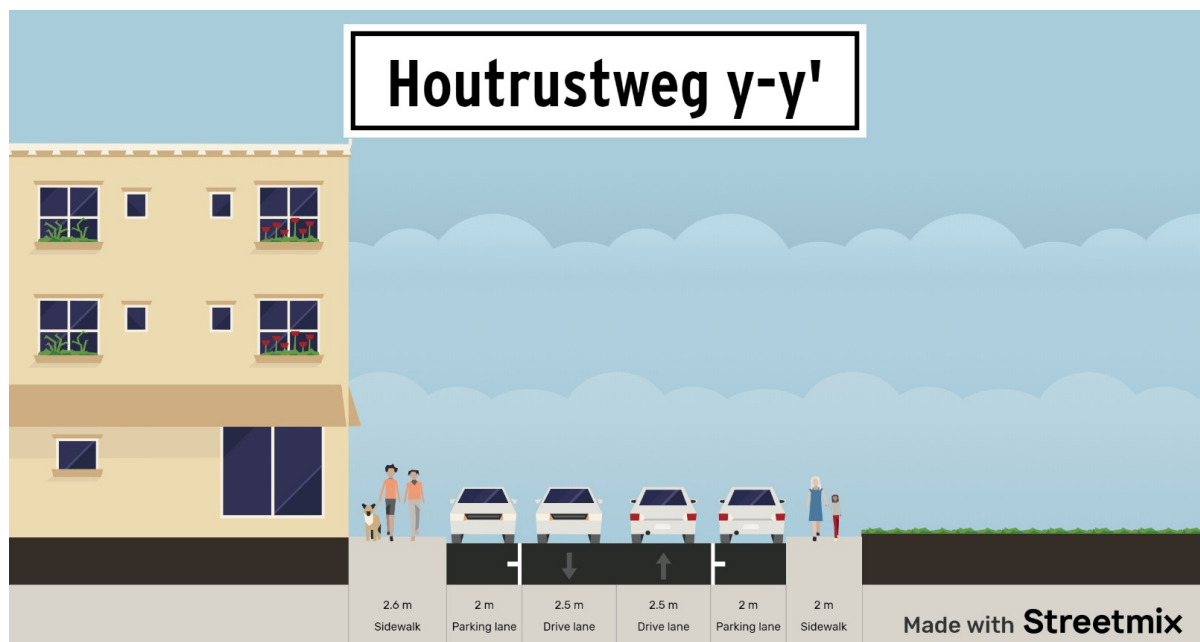 Houtrustweg y-y'
2.6 m
Sidewalk
2 m
Parking lane
2.5 m
Drive lane
2.5 m
Drive lane
2 m
Parking lane
2 m
Sidewalk
Made with Streetmix